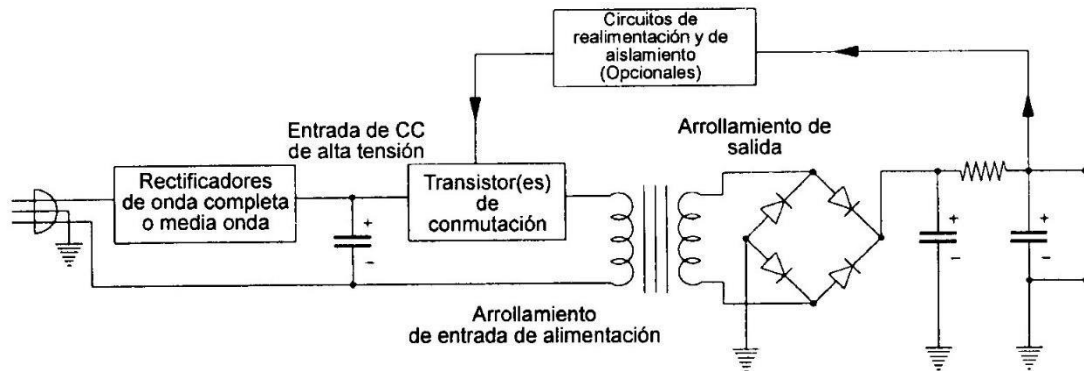 Circuitos de
realimentación y de
aislamiento
(Opcionales)
Entrada de CC
de alta tensión
Arrollamiento de
salida
Rectificadores
de onda completa
o media onda
Transistor(es)
de
conmutación
+
−
+
−
+
−
Arrollamiento
de entrada de alimentación